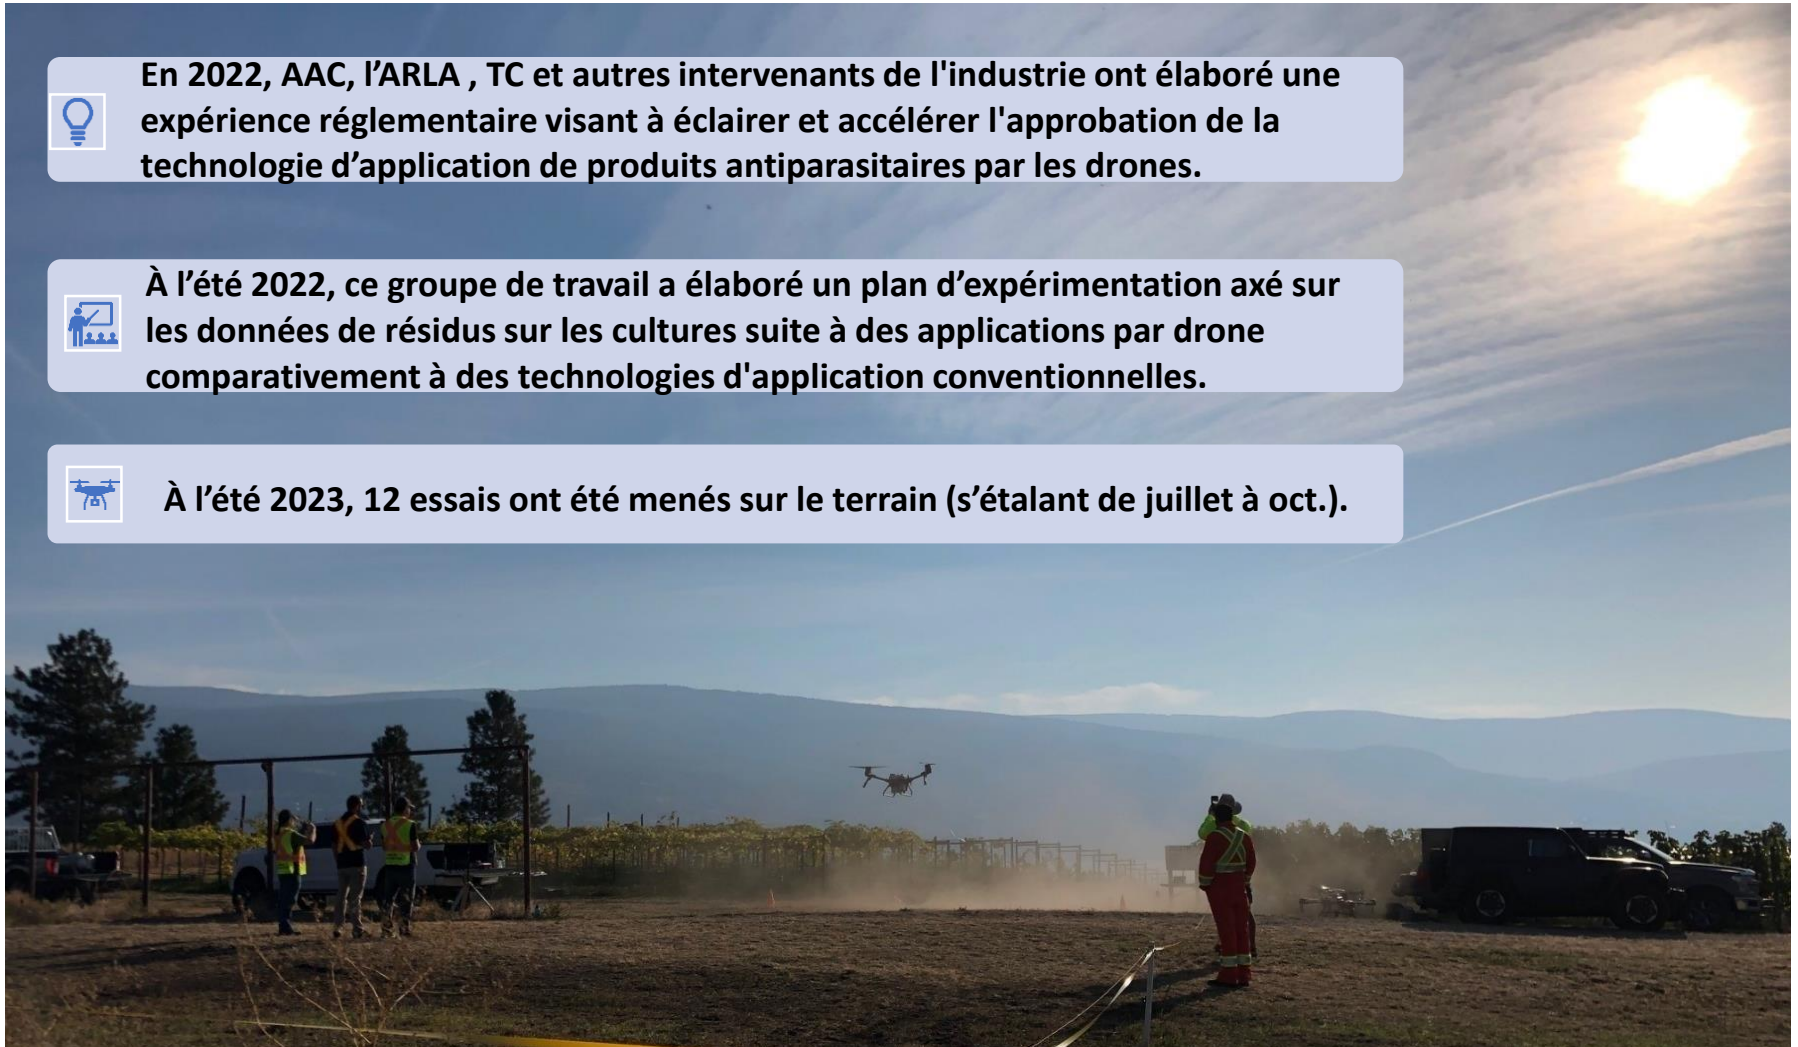 En 2022, AAC, l’ARLA , TC et autres intervenants de l'industrie ont élaboré une
expérience réglementaire visant à éclairer et accélérer l'approbation de la
technologie d’application de produits antiparasitaires par les drones.
À l’été 2022, ce groupe de travail a élaboré un plan d’expérimentation axé sur
les données de résidus sur les cultures suite à des applications par drone
comparativement à des technologies d'application conventionnelles.
À l’été 2023, 12 essais ont été menés sur le terrain (s’étalant de juillet à oct.).